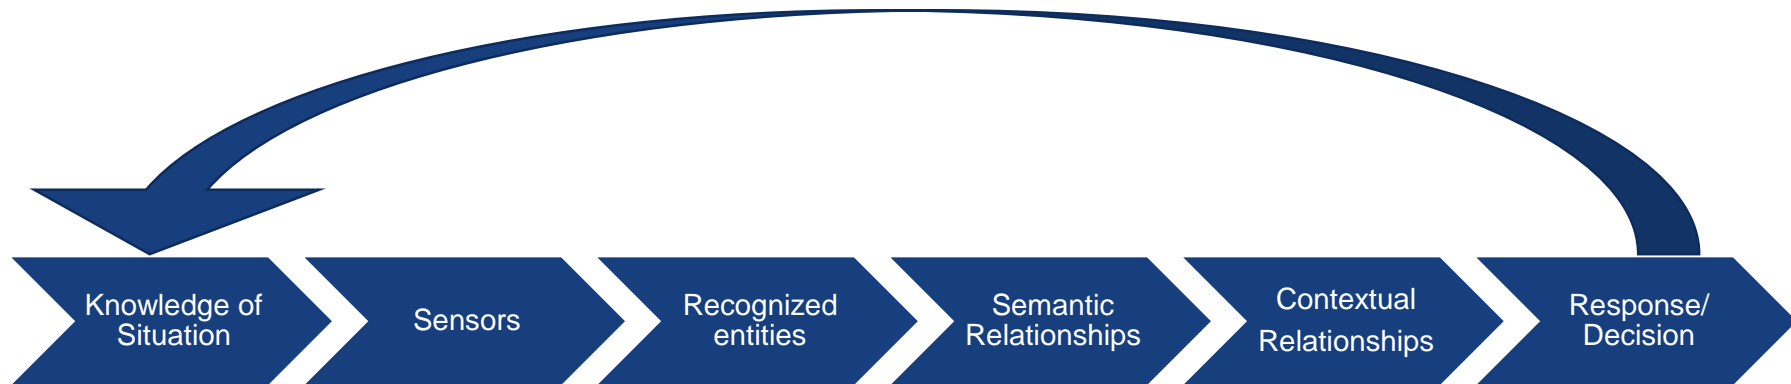 Knowledge of
Situation
Sensors
Recognized
entities
Semantic
Relationships
Contextual
Relationships
Response/
Decision